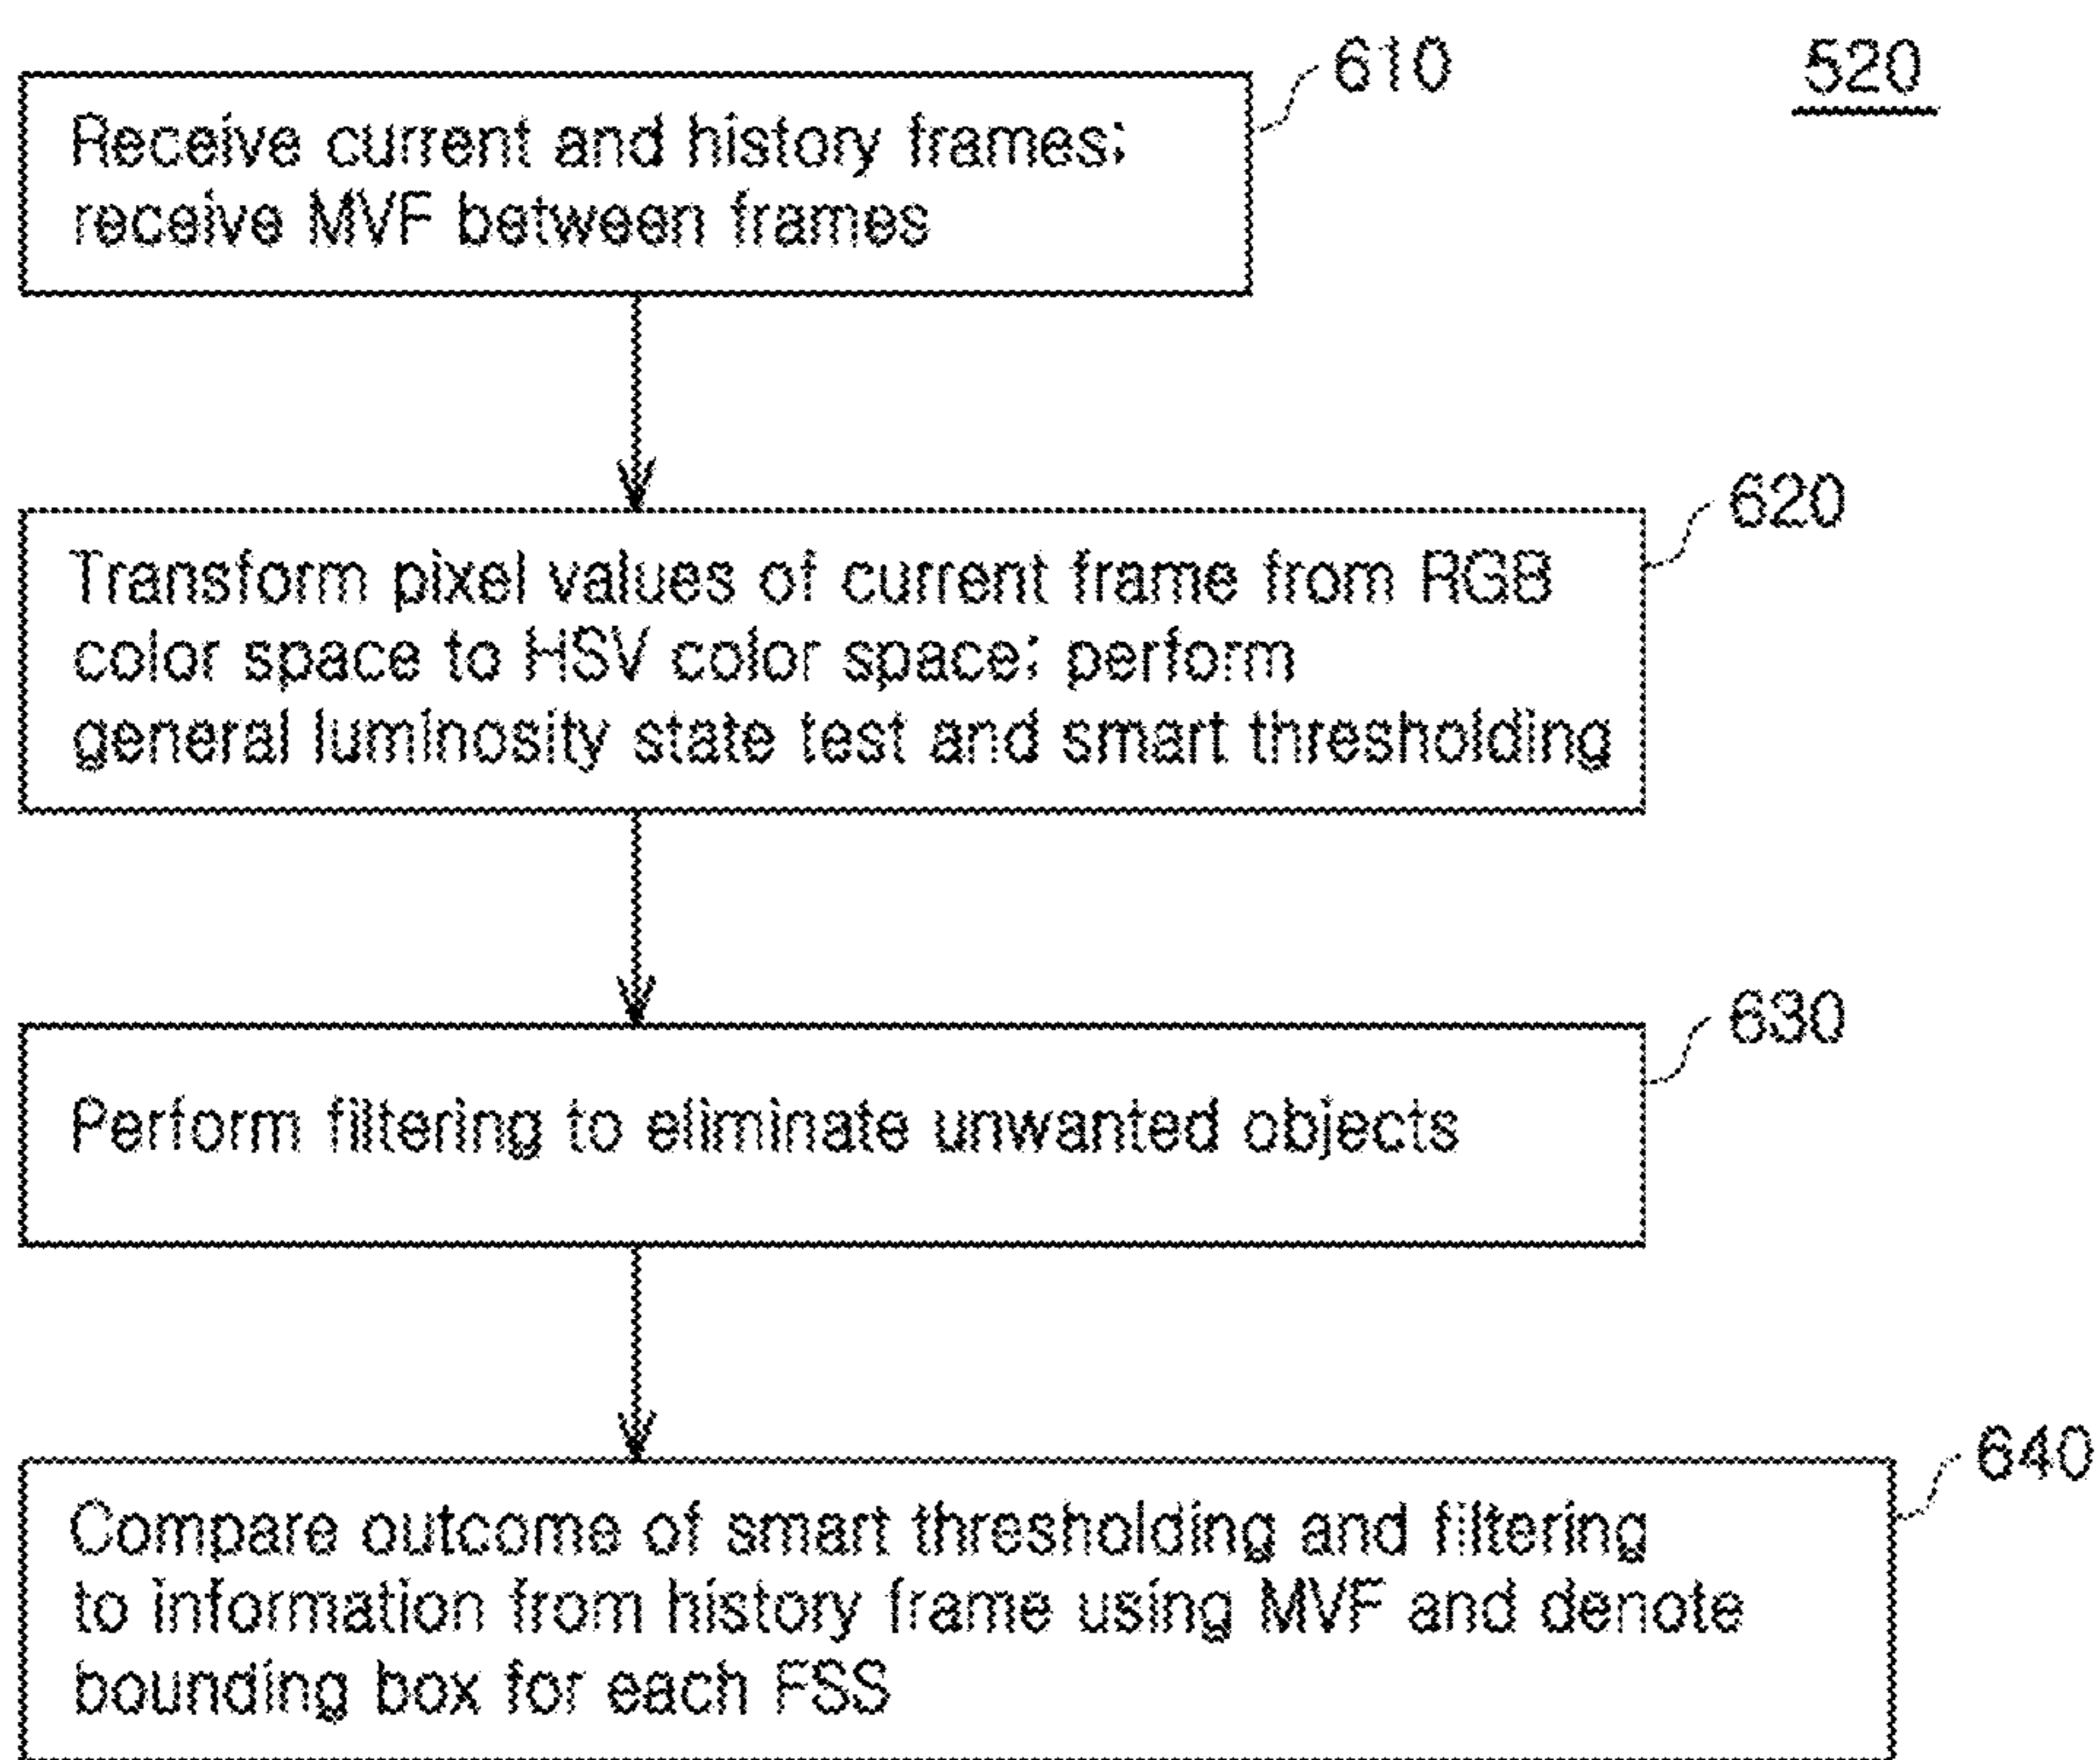 610
520
Receive current and history frames;
receive MVF between frames
620
Transform pixel values of current frame from RGB
color space to HSV color space; perform
general luminosity state test and smart thresholding
630
Perform filtering to eliminate unwanted objects
640
Compare outcome of smart thresholding and filtering
to information from history frame using MVF and denote
bounding box for each FSS